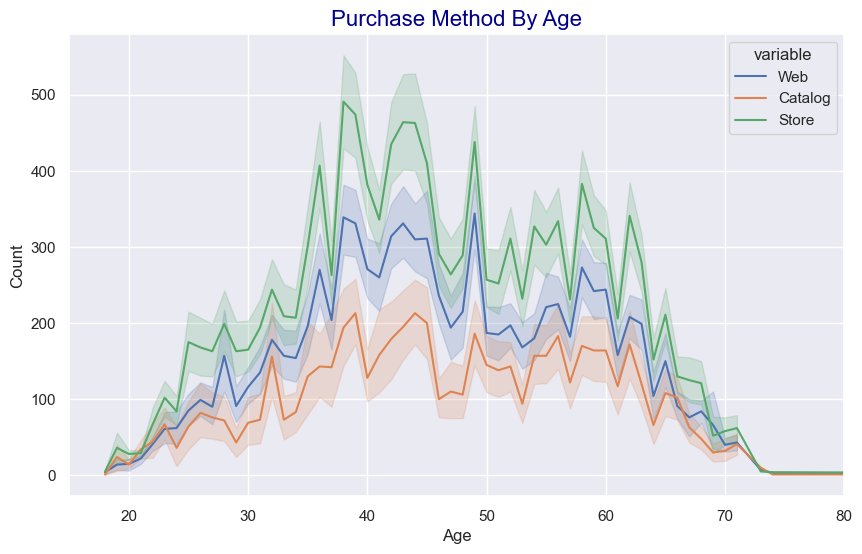 Purchase Method By Age
variable
Web
Catalog
Store
Count
500
400
300
200
100
0
20 30 40 50 60 70 80
Age